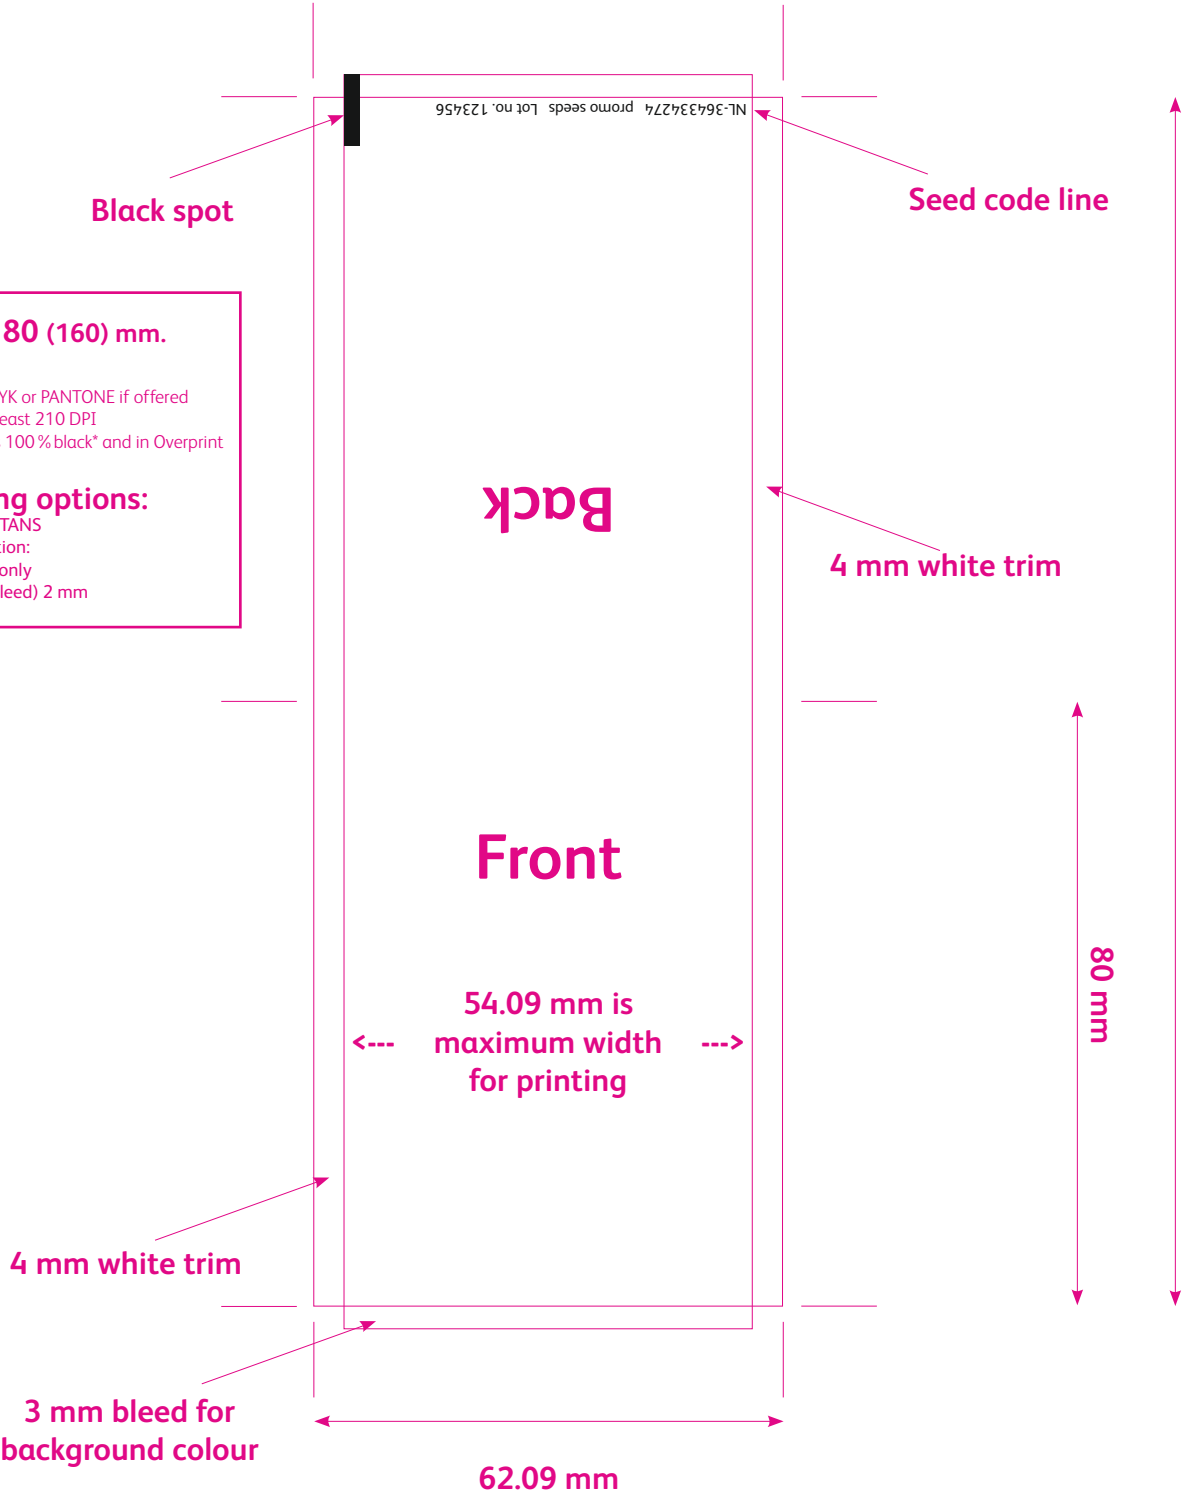 NL-364334274 promo seeds Lot no. 123456
Black spot
Seed code line
80 (160) mm.
YK or PANTONE if offered
east 210 DPI
100 % black* and in Overprint
ng options:
TANS
tion:
only
leed) 2 mm
Back
4 mm white trim
Front
54.09 mm is
<--- maximum width --->
for printing
80 mm
4 mm white trim
3 mm bleed for
background colour
62.09 mm